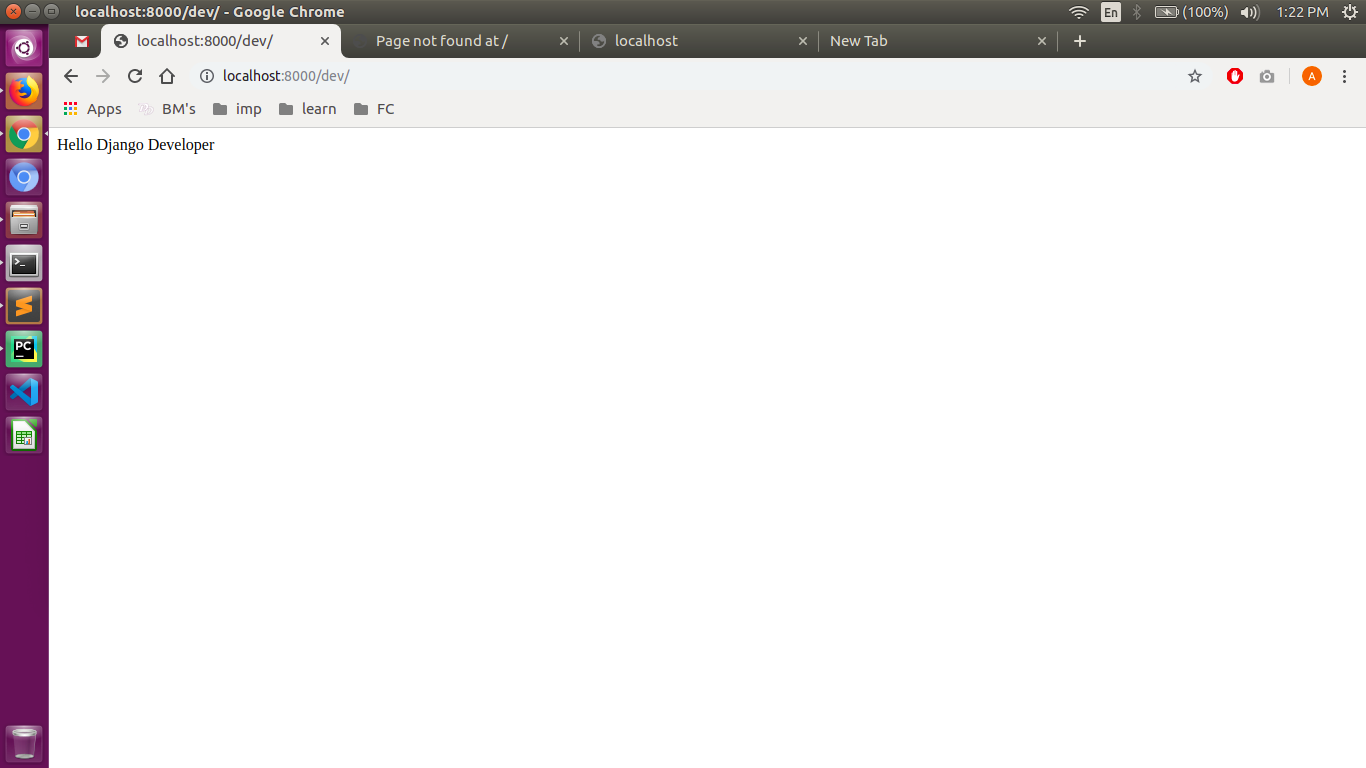 localhost:8000/dev/ - Google Chrome
En
(100%)
1:22 PM
localhost:8000/dev/
Page not found at /
localhost
New Tab
localhost:8000/dev/
A
Apps
BM's
imp
learn
FC
Hello Django Developer
PC